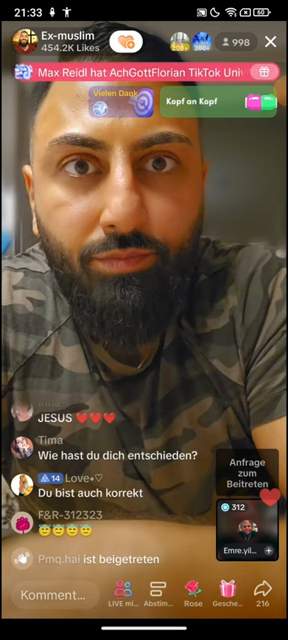 21:33
60
Ex-muslim
454.2K Likes
998
Max Reidl hat AchGottFlorian TikTok Uni
Vielen Dank
Kopf an Kopf
JESUS ❤️❤️❤️
Tima
Wie hast du dich entschieden?
14 Love•♡
Du bist auch korrekt
F&R-312323
😇😇😇😇
Pmq.hai ist beigetreten
Anfrage
zum
Beitreten
312
Emre.yil...
Komment...
LIVE mi...
Abstim...
Rose
Gesche...
216